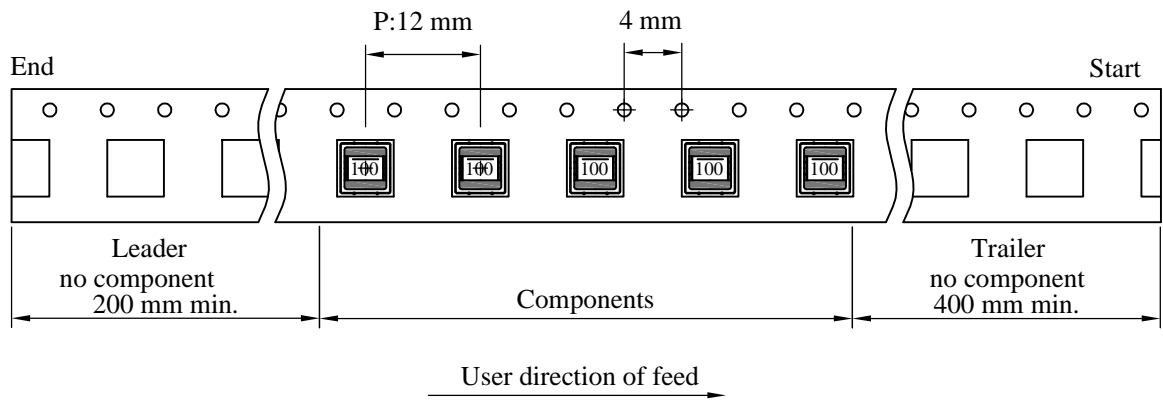 P:12 mm
4 mm
End
Start
100
100
100
100
100
Leader
no component
200 mm min.
Components
Trailer
no component
400 mm min.
User direction of feed